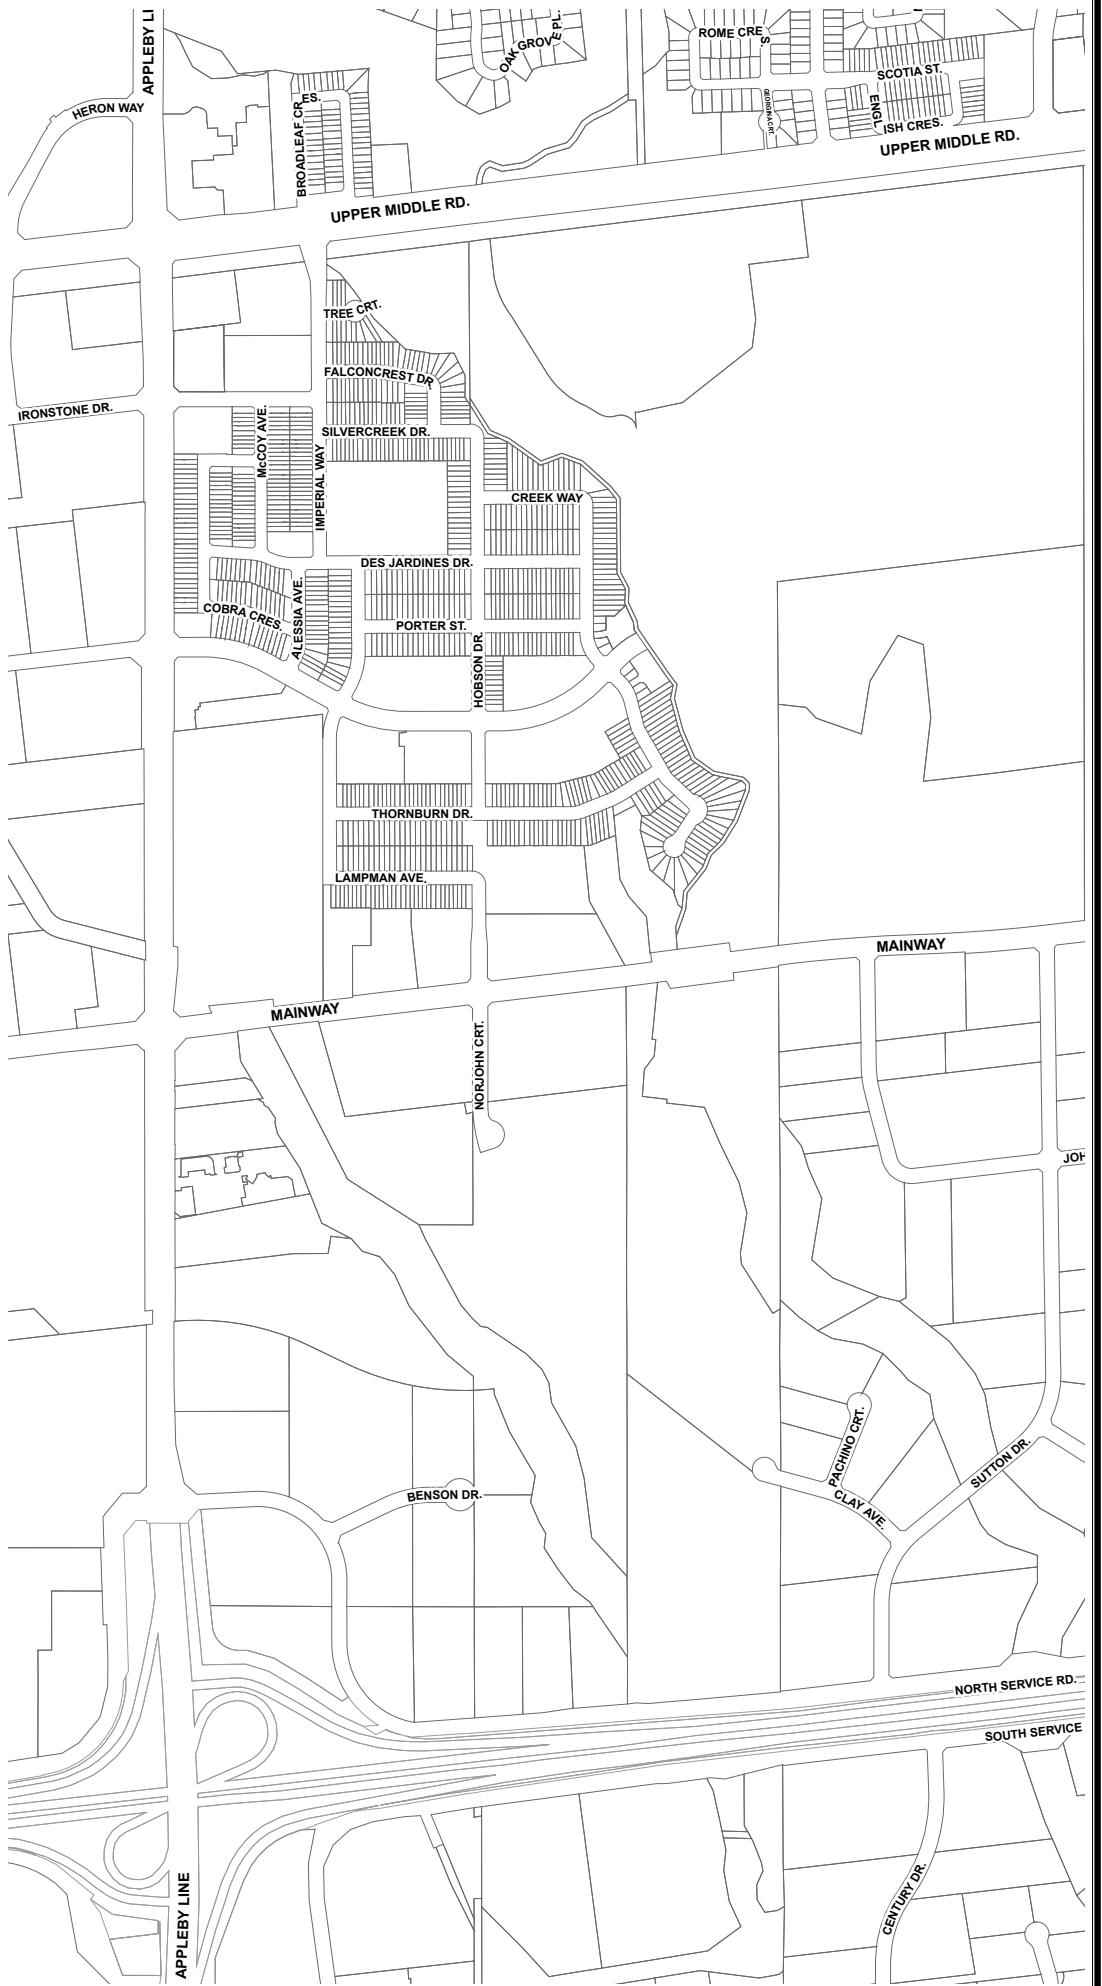 APPLEBY LI
OAK GROVE PL.
ROME CRES.
SCOTIA ST.
HERON WAY
BROADLEAF CRES.
GEORGINA CRT.
ENGLISH CRES.
UPPER MIDDLE RD.
UPPER MIDDLE RD.
TREE CRT.
FALCONCREST DR.
IRONSTONE DR.
McCOY AVE.
SILVERCREEK DR.
IMPERIAL WAY
CREEK WAY
DES JARDINES DR.
COBRA CRES.
ALESSIA AVE.
PORTER ST.
HOBSON DR.
THORNBURN DR.
LAMPMAN AVE.
MAINWAY
MAINWAY
NORJOHN CRT.
JOH
PACHINO CRT.
SUTTON DR.
BENSON DR.
CLAY AVE.
NORTH SERVICE RD.
SOUTH SERVICE
CENTURY DR.
APPLEBY LINE